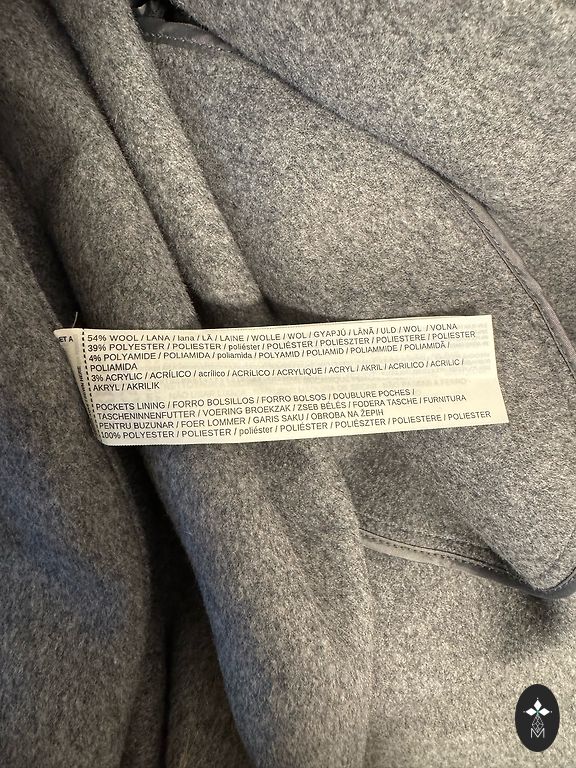 ET A
54% WOOL / LANA / lana / LÃ / LAINE / WOLLE / WOL / GYAPJÚ / LÂNĂ / ULD / WOL / VOLNA
39% POLYESTER / POLIESTER / poliéster / POLIÉSTER / POLIÉSZTER / POLIESTERE / POLIESTER
4% POLYAMIDE / POLIAMIDA / poliamida / POLYAMID / POLIAMID / POLIAMMIDE / POLIAMIDĂ /
POLIAMIDA
3% ACRYLIC / ACRÍLICO / acrílico / ACRíLICO / ACRYLIQUE / ACRYL / AKRIL / ACRILICO / ACRILIC /
AKRYL / AKRILIK
POCKETS LINING / FORRO BOLSILLOS / FORRO BOLSOS / DOUBLURE POCHES /
TASCHENINNENFUTTER / VOERING BROEKZAK / ZSEB BÉLÉS / FODERA TASCHE / FURNITURA
PENTRU BUZUNAR / FOER LOMMER / GARIS SAKU / OBROBA NA ŽEPIH
100% POLYESTER / POLIESTER / poliéster / POLIÉSTER / POLIÉSZTER / POLIESTERE / POLIESTER
M